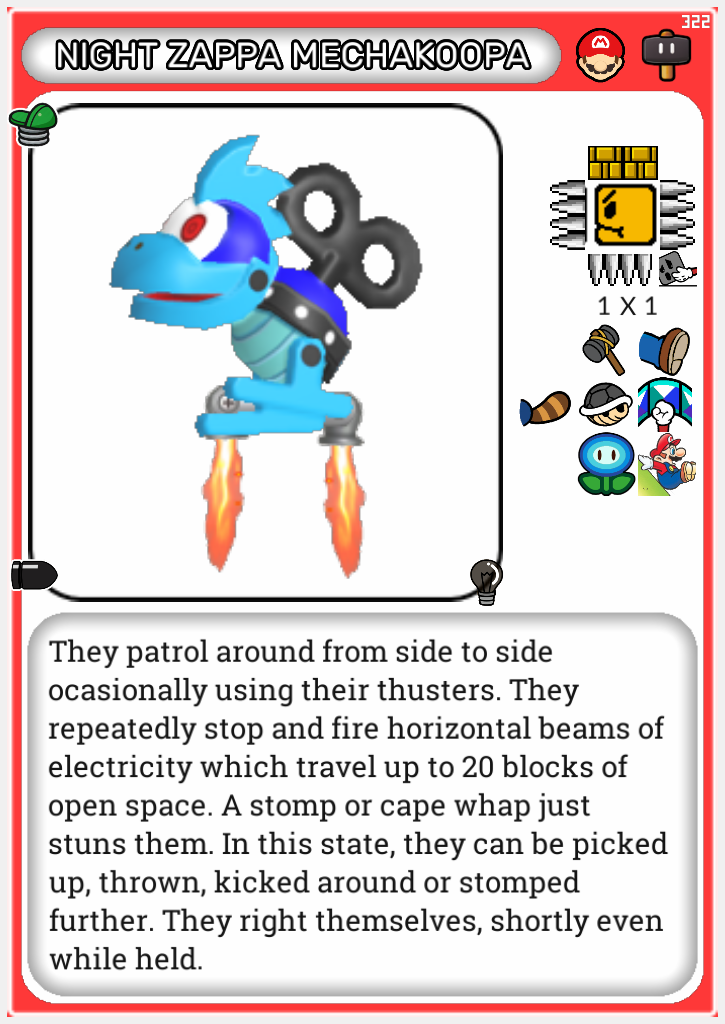 322
NIGHT ZAPPA MECHAKOOPA
1 X 1
They patrol around from side to side
ocasionally using their thusters. They
repeatedly stop and fire horizontal beams of
electricity which travel up to 20 blocks of
open space. A stomp or cape whap just
stuns them. In this state, they can be picked
up, thrown, kicked around or stomped
further. They right themselves, shortly even
while held.